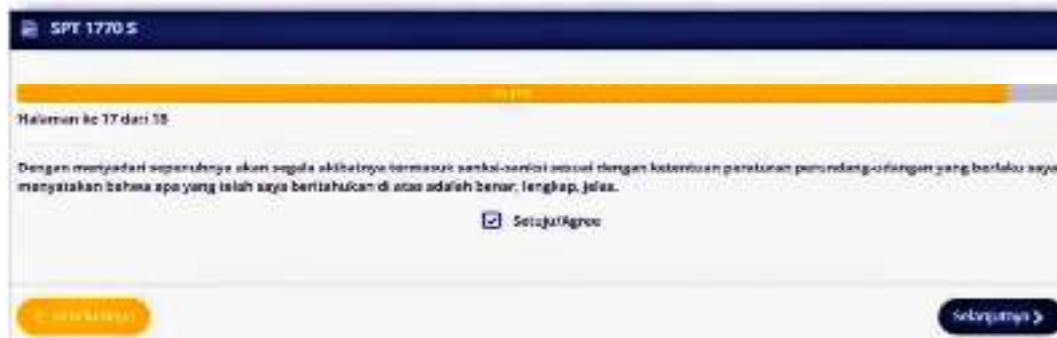 SPT 1770 S
Halaman ke 17 dari 18
Dengan menyadari sepenuhnya akan segala akibatnya termasuk sanksi-sanksi sesuai dengan ketentuan peraturan perundang-udangan yang berlaku saya
menyatakan bahwa apa yang telah saya beritahukan di atas adalah benar, lengkap, jelas.
Setuju/Agree
Selanjutnya